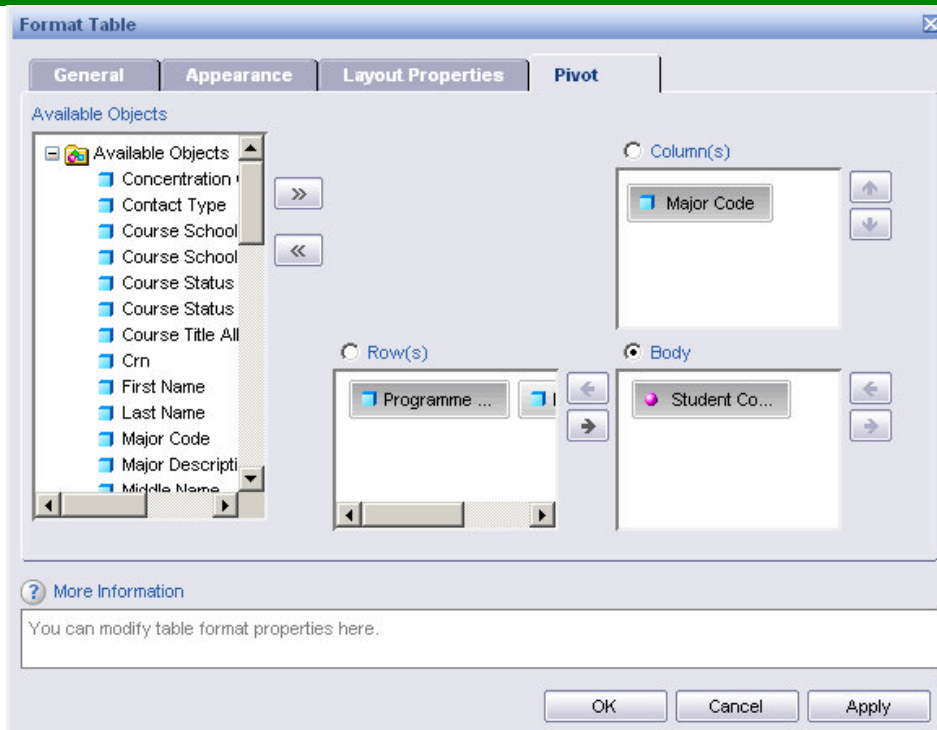 Format Table
General Appearance Layout Properties Pivot
Available Objects
Available Objects
Concentration
Contact Type
Course School
Course School
Course Status
Course Status
Course Title All
Crn
First Name
Last Name
Major Code
Major Descripti
Middle Name
Column(s)
Major Code
Row(s)
Programme ...
Body
Student Co...
? More Information
You can modify table format properties here.
OK Cancel Apply